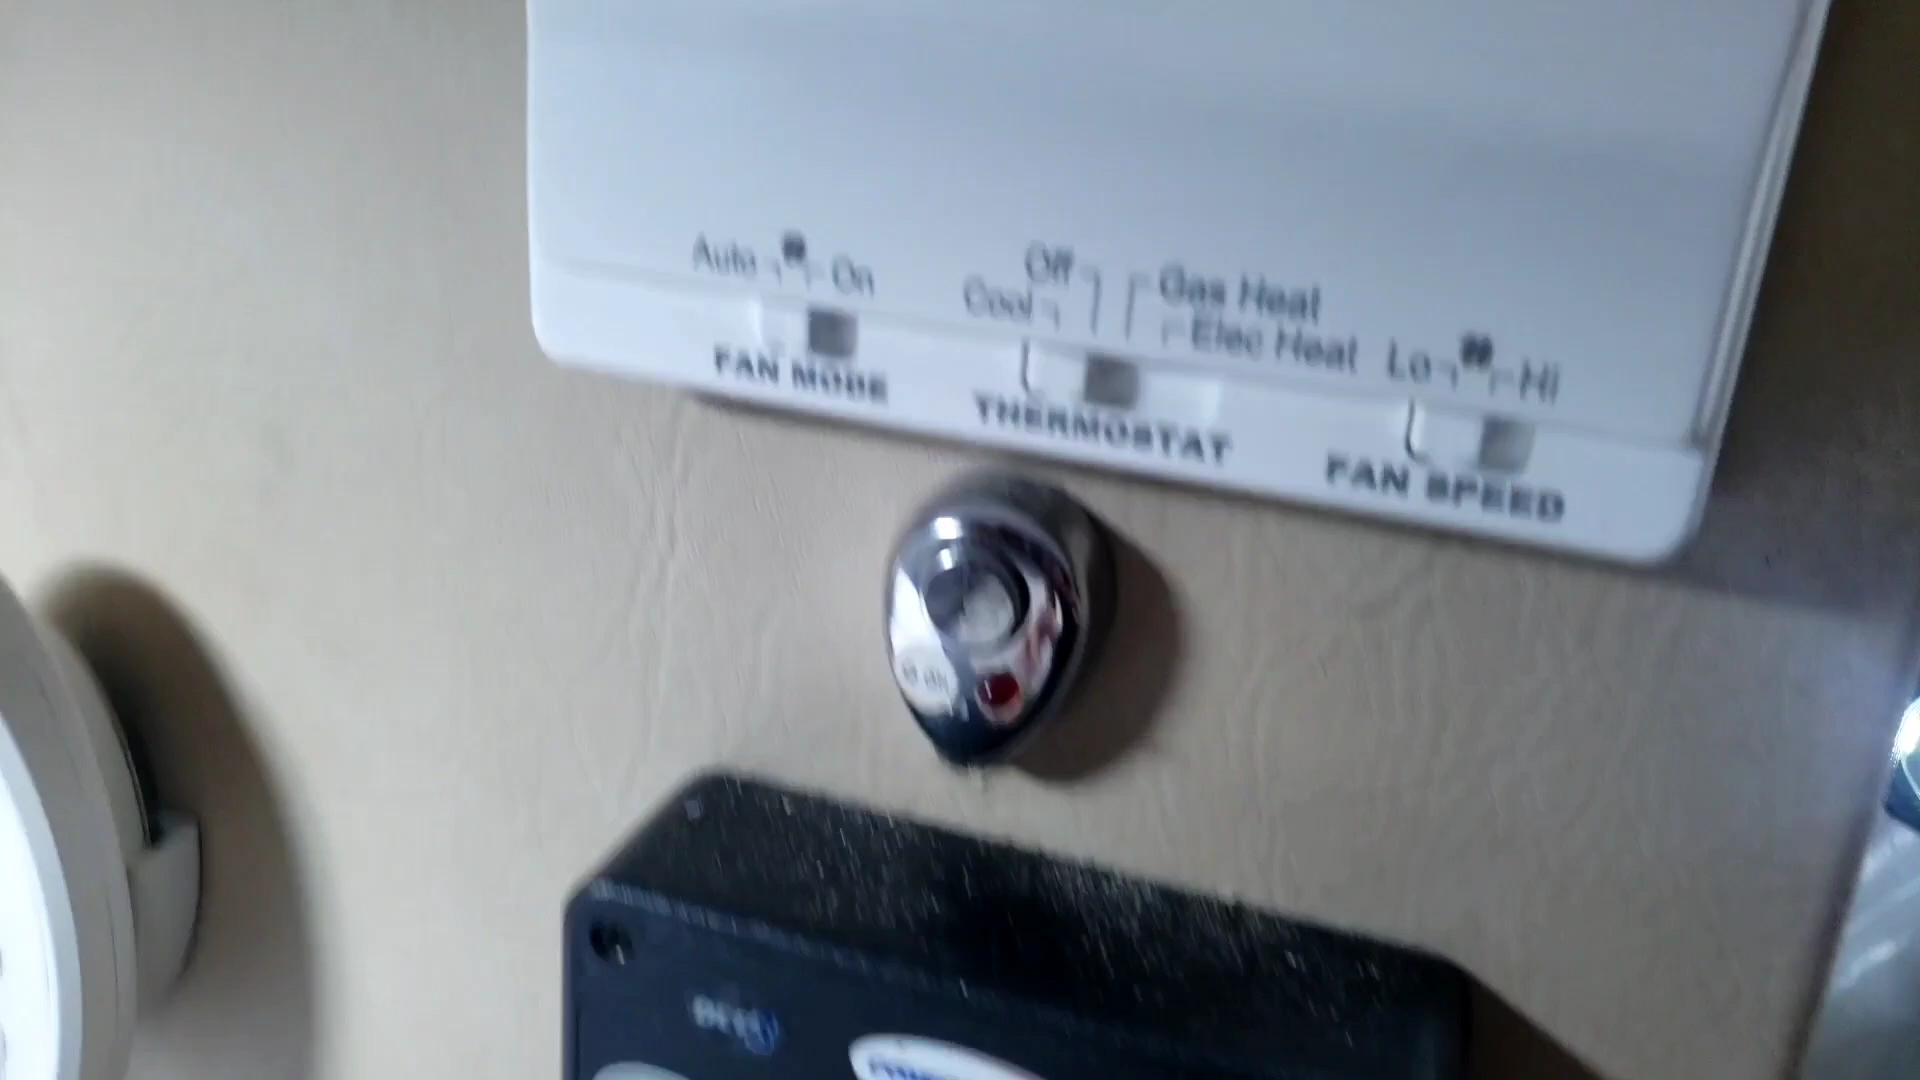 Auto On
Off Gas Heat
Cool Elec Heat
Lo Hi
FAN MODE
THERMOSTAT
FAN SPEED